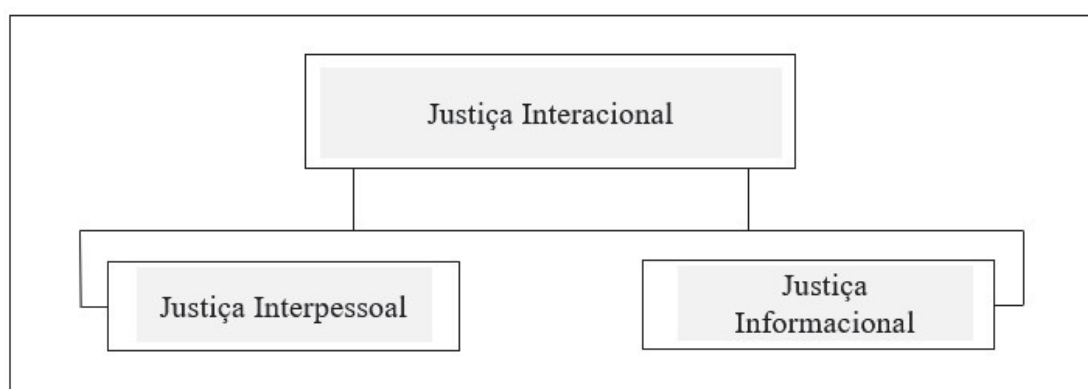 Justiça Interacional
Justiça Interpessoal
Justiça
Informacional